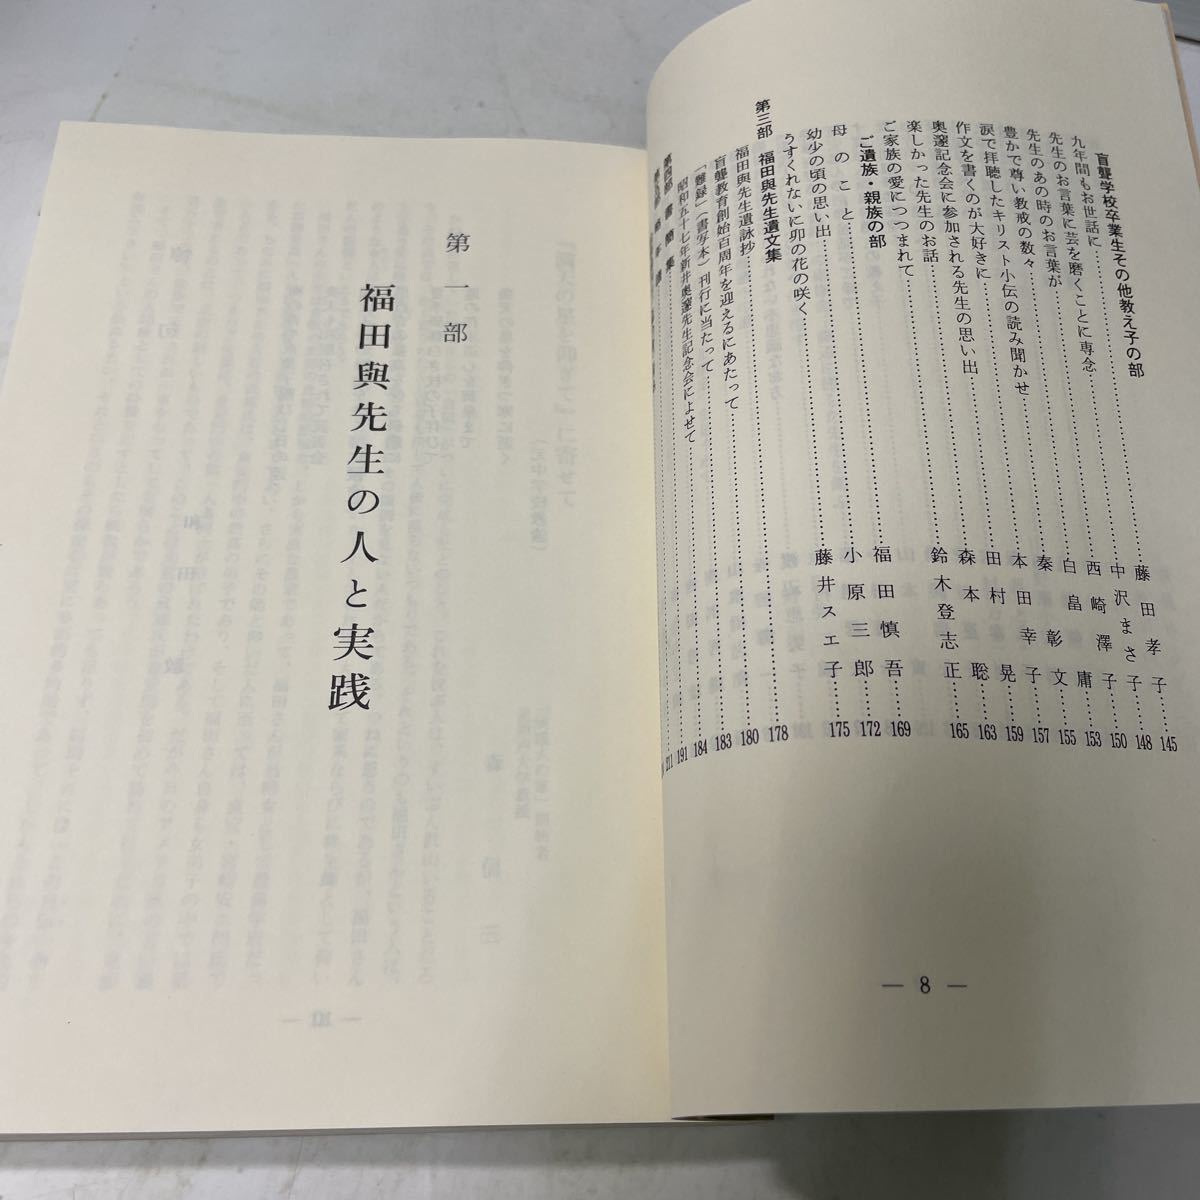 盲聾学校卒業生その他教え子の部
九年間もお世話に……藤田孝子……145
先生のお言葉に芸を磨くことに専念……中沢まさ子……148
先生のあの時のお言葉が……西崎澤子……150
豊かで尊い教戒の数々……白畠庸……153
涙で拝聴したキリスト小伝の読み聞かせ……秦彰文……155
作文を書くのが大好きに……本田幸子……157
奥邃記念会に参加される先生の思い出……田村晃……159
楽しかった先生のお話……森本聡……163
ご家族の愛につつまれて……鈴木登志正……165
ご遺族・親族の部
母のこと……福田慎吾……169
幼少の頃の思い出……小原三郎……172
うすくれないに卯の花の咲く……藤井スエ子……175
第三部 福田與先生遺文集……178
福田與先生遺詠抄……180
盲聾教育創始百周年を迎えるにあたって……183
「難録」（書写本）刊行に当たって……184
昭和五十七年新井奥邃先生記念会によせて……191
第四部 書簡集……211
— 8 —
第一部
福田與先生の人と実践